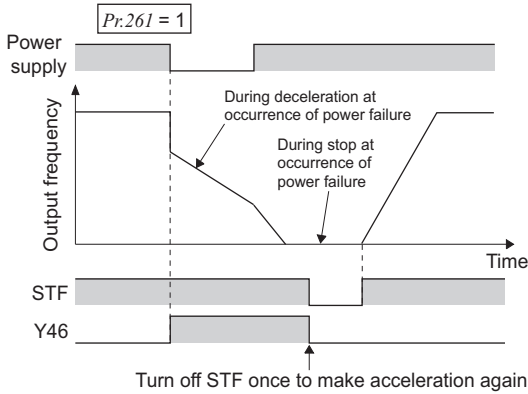 Pr.261 = 1
Power
supply
During deceleration at
occurrence of power failure
During stop at
occurrence of
power failure
Output frequency
Time
STF
Y46
Turn off STF once to make acceleration again